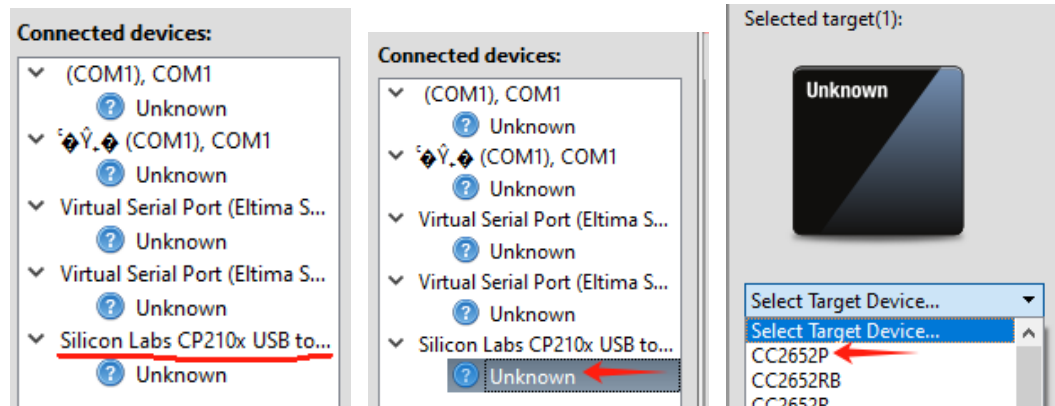 Connected devices:
(COM1), COM1
Unknown
(COM1), COM1
Unknown
Virtual Serial Port (Eltima S...
Unknown
Virtual Serial Port (Eltima S...
Unknown
Silicon Labs CP210x USB to...
Unknown
Connected devices:
(COM1), COM1
Unknown
(COM1), COM1
Unknown
Virtual Serial Port (Eltima S...
Unknown
Virtual Serial Port (Eltima S...
Unknown
Silicon Labs CP210x USB to...
Unknown
Selected target(1):
Unknown
Select Target Device...
Select Target Device...
CC2652P
CC2652RB